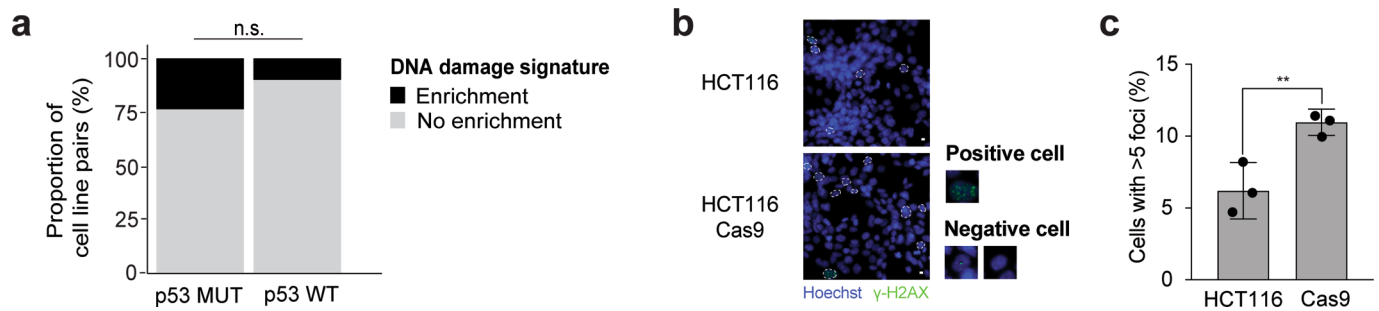 a
n.s.
Proportion of
cell line pairs (%)
100
75
50
25
0
p53 MUT
p53 WT
DNA damage signature
Enrichment
No enrichment
b
HCT116
HCT116
Cas9
Hoechst γ-H2AX
Positive cell
Negative cell
c
Cells with >5 foci (%)
15
10
5
0
**
HCT116
Cas9